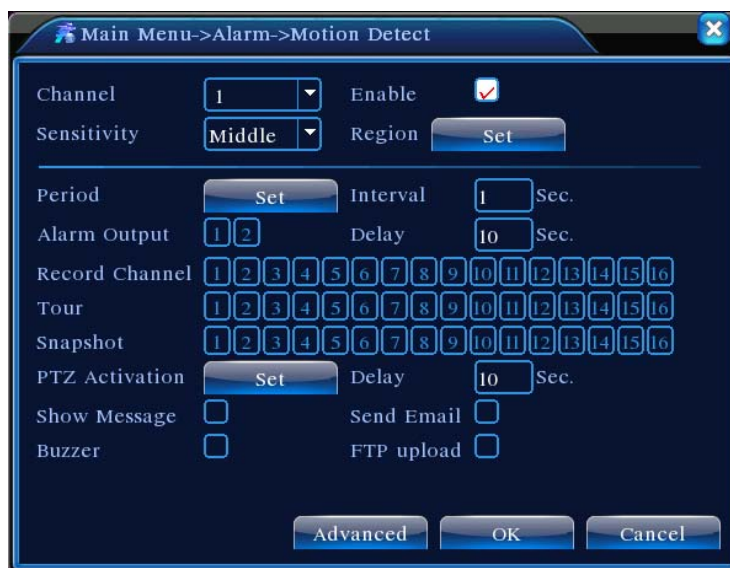 Main Menu->Alarm->Motion Detect
Channel 1 Enable
Sensitivity Middle Region Set
Period Set Interval 1 Sec.
Alarm Output 1 2 Delay 10 Sec.
Record Channel 1 2 3 4 5 6 7 8 9 10 11 12 13 14 15 16
Tour 1 2 3 4 5 6 7 8 9 10 11 12 13 14 15 16
Snapshot 1 2 3 4 5 6 7 8 9 10 11 12 13 14 15 16
PTZ Activation Set Delay 10 Sec.
Show Message Send Email
Buzzer FTP upload
Advanced OK Cancel